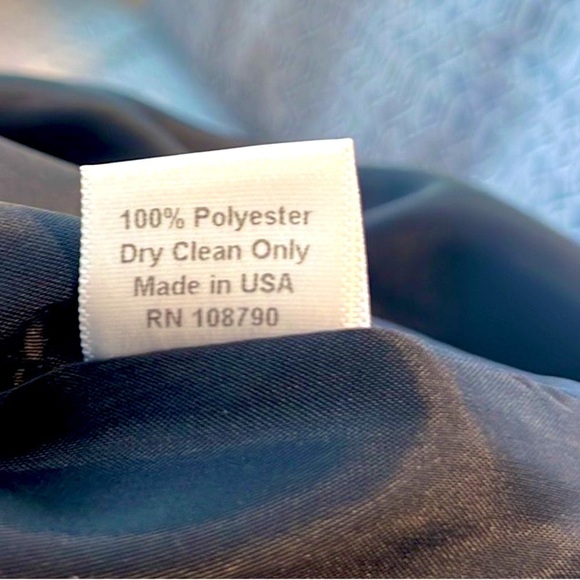 100% Polyester
Dry Clean Only
Made in USA
RN 108790